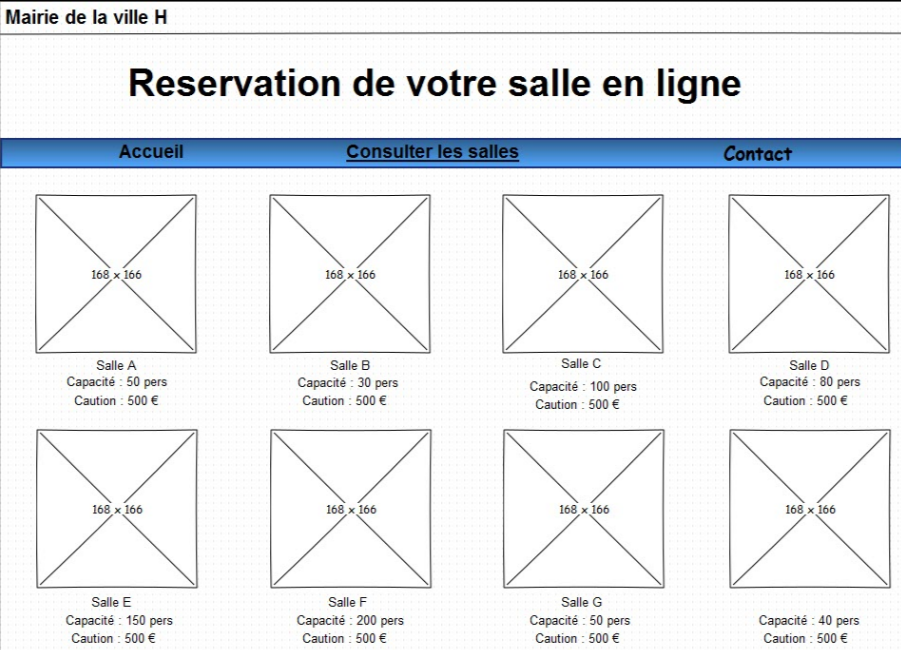 Mairie de la ville H
Reservation de votre salle en ligne
Accueil Consulter les salles Contact
168 x 166 168 x 166 168 x 166 168 x 166
Salle A Salle B Salle C Salle D
Capacité : 50 pers Capacité : 30 pers Capacité : 100 pers Capacité : 80 pers
Caution : 500 € Caution : 500 € Caution : 500 € Caution : 500 €
168 x 166 168 x 166 168 x 166 168 x 166
Salle E Salle F Salle G
Capacité : 150 pers Capacité : 200 pers Capacité : 50 pers Capacité : 40 pers
Caution : 500 € Caution : 500 € Caution : 500 € Caution : 500 €